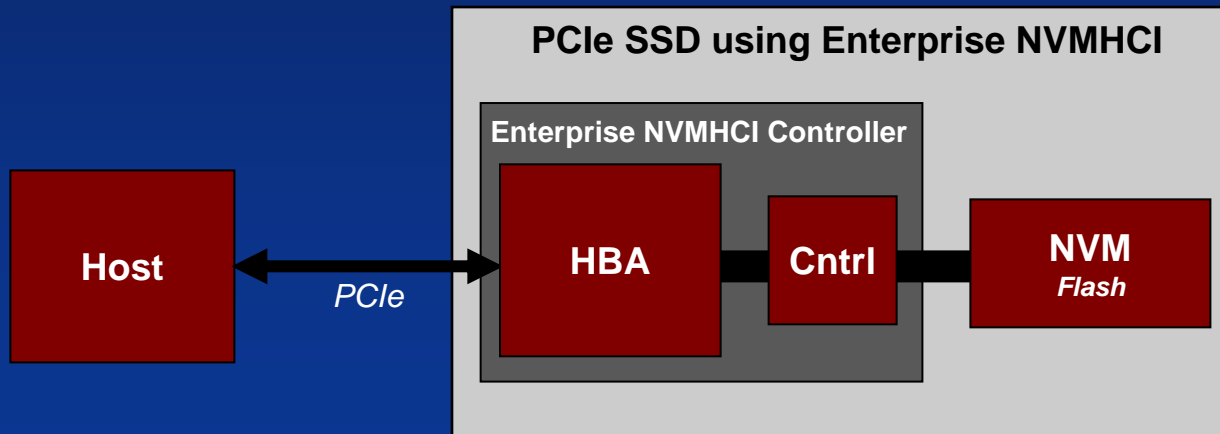 PCIe SSD using Enterprise NVMHCI
Enterprise NVMHCI Controller
Host
PCIe
HBA
Cntrl
NVM
Flash